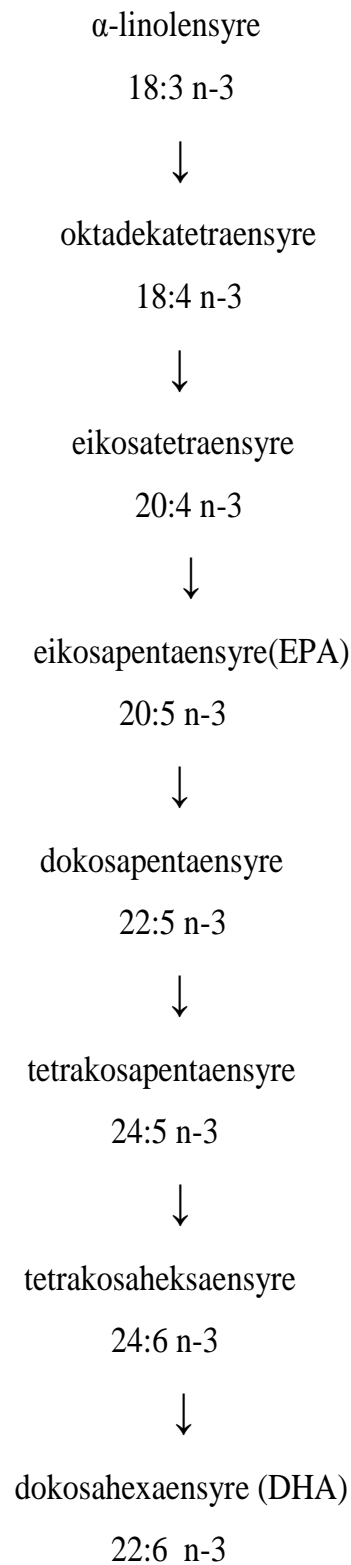 α-linolensyre
18:3 n-3
↓
oktadekatetraensyre
18:4 n-3
↓
eikosatetraensyre
20:4 n-3
↓
eikosapentaensyre(EPA)
20:5 n-3
↓
dokosapentaensyre
22:5 n-3
↓
tetrakosapentaensyre
24:5 n-3
↓
tetrakosaheksaensyre
24:6 n-3
↓
dokosahexaensyre (DHA)
22:6 n-3